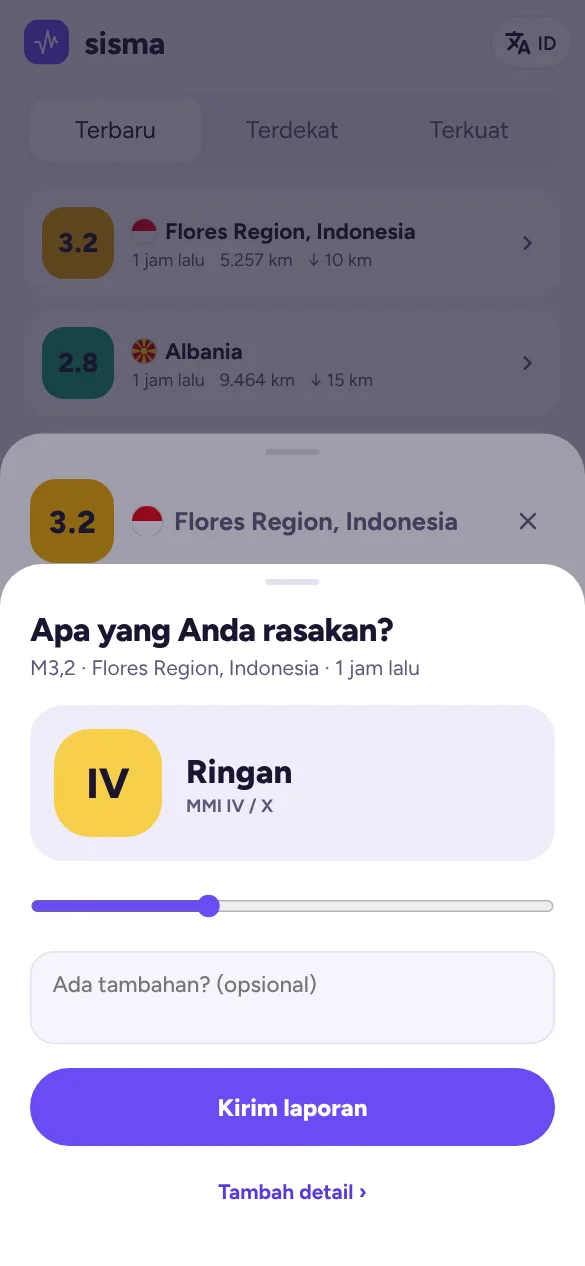 sisma
ID
Terbaru
Terdekat
Terkuat
3.2
Flores Region, Indonesia
1 jam lalu 5.257 km ↓ 10 km
2.8
Albania
1 jam lalu 9.464 km ↓ 15 km
3.2
Flores Region, Indonesia
Apa yang Anda rasakan?
M3,2 · Flores Region, Indonesia · 1 jam lalu
IV
Ringan
MMI IV / X
Ada tambahan? (opsional)
Kirim laporan
Tambah detail ›